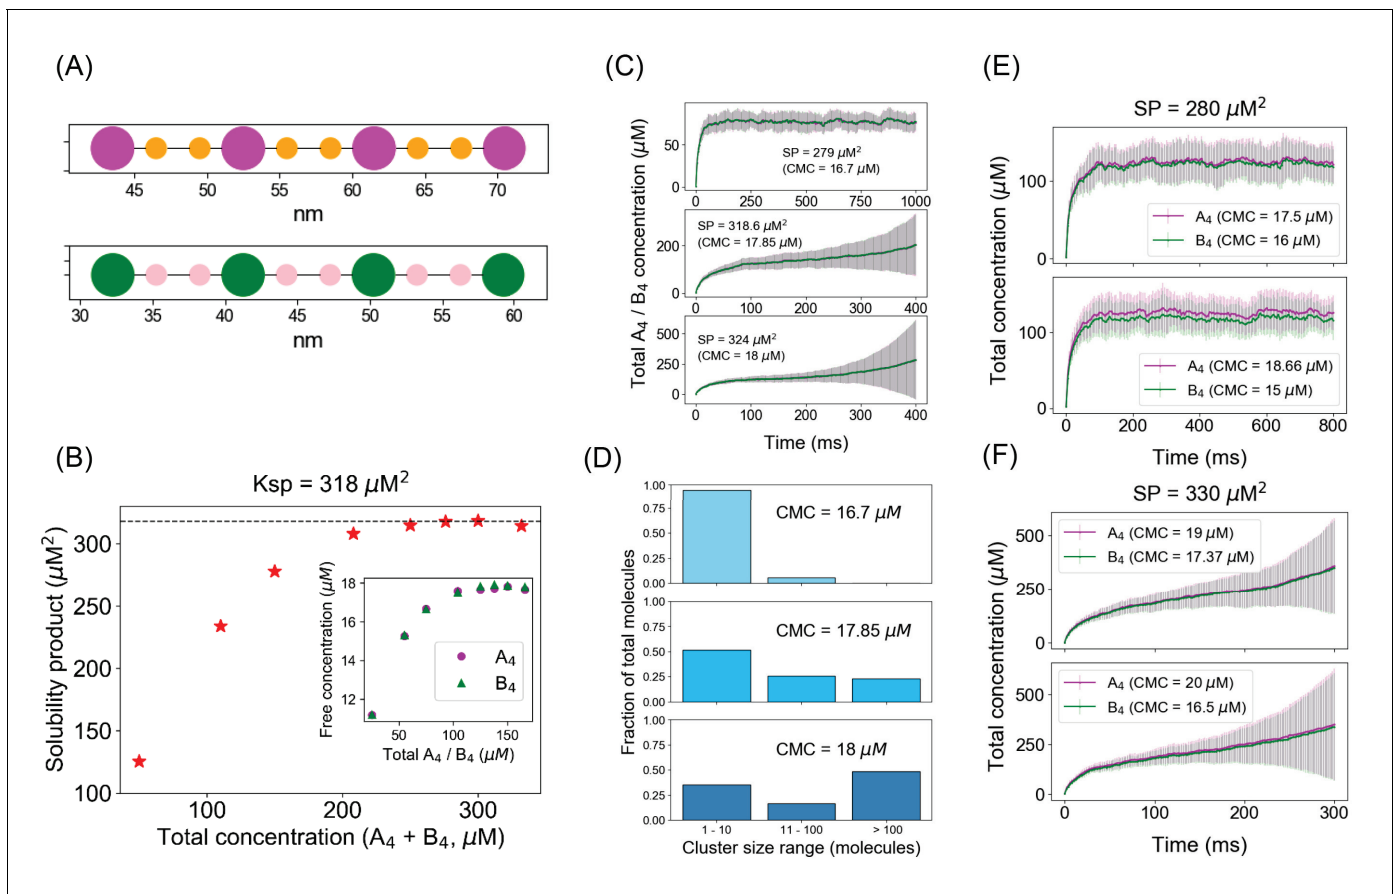 (A)
45 50 55 60 65 70
nm
30 35 40 45 50 55 60
nm
(B)
Ksp = 318 µM²
Solubility product (µM²)
300
250
200
150
100
100 200 300
Total concentration (A₄ + B₄, µM)
Free concentration (µM)
18
16
14
12
A₄
B₄
50 100 150
Total A₄ / B₄ (µM)
(C)
Total A₄ / B₄ concentration (µM)
50
0
SP = 279 µM²
(CMC = 16.7 µM)
0 250 500 750 1000
SP = 318.6 µM²
(CMC = 17.85 µM)
200
0
0 100 200 300 400
SP = 324 µM²
(CMC = 18 µM)
500
250
0
0 100 200 300 400
Time (ms)
(D)
Fraction of total molecules
1.00
0.75
0.50
0.25
0.00
CMC = 16.7 µM
1.00
0.75
0.50
0.25
0.00
CMC = 17.85 µM
1.00
0.75
0.50
0.25
0.00
CMC = 18 µM
1 - 10 11 - 100 > 100
Cluster size range (molecules)
(E)
SP = 280 µM²
Total concentration (µM)
100
0
A₄ (CMC = 17.5 µM)
B₄ (CMC = 16 µM)
100
0
A₄ (CMC = 18.66 µM)
B₄ (CMC = 15 µM)
0 200 400 600 800
Time (ms)
(F)
SP = 330 µM²
Total concentration (µM)
500
250
0
A₄ (CMC = 19 µM)
B₄ (CMC = 17.37 µM)
500
250
0
A₄ (CMC = 20 µM)
B₄ (CMC = 16.5 µM)
0 100 200 300
Time (ms)